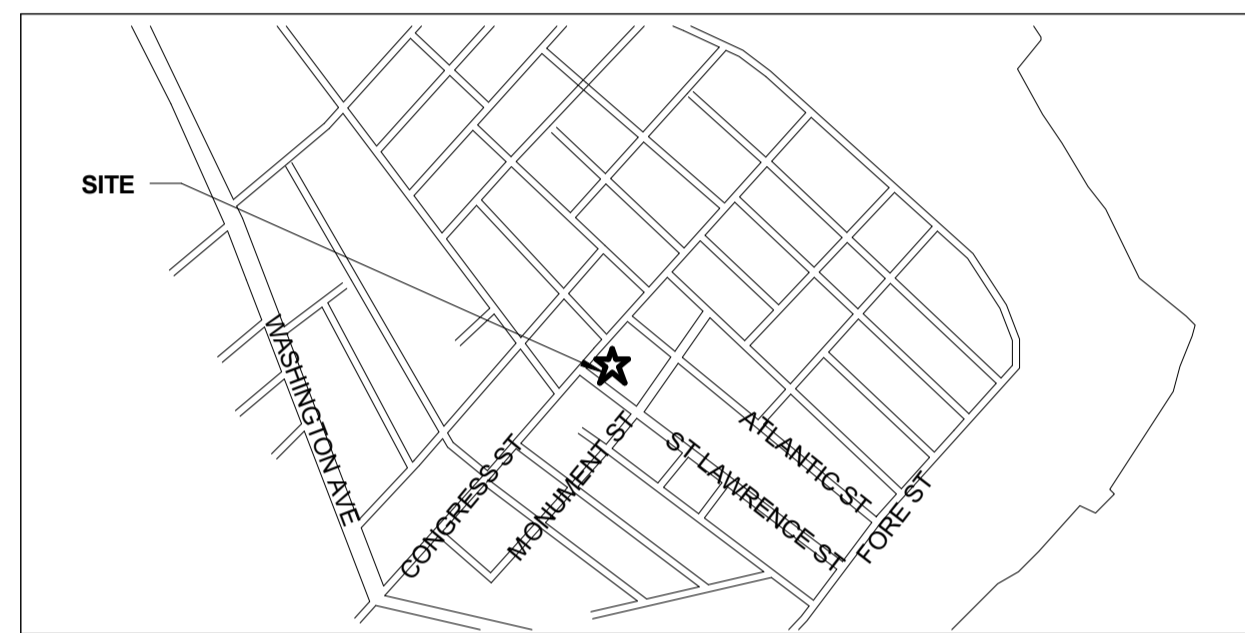 SITE
WASHINGTON AVE
CONGRESS ST
MONUMENT ST
ST LAWRENCE ST
ATLANTIC ST
FORE ST